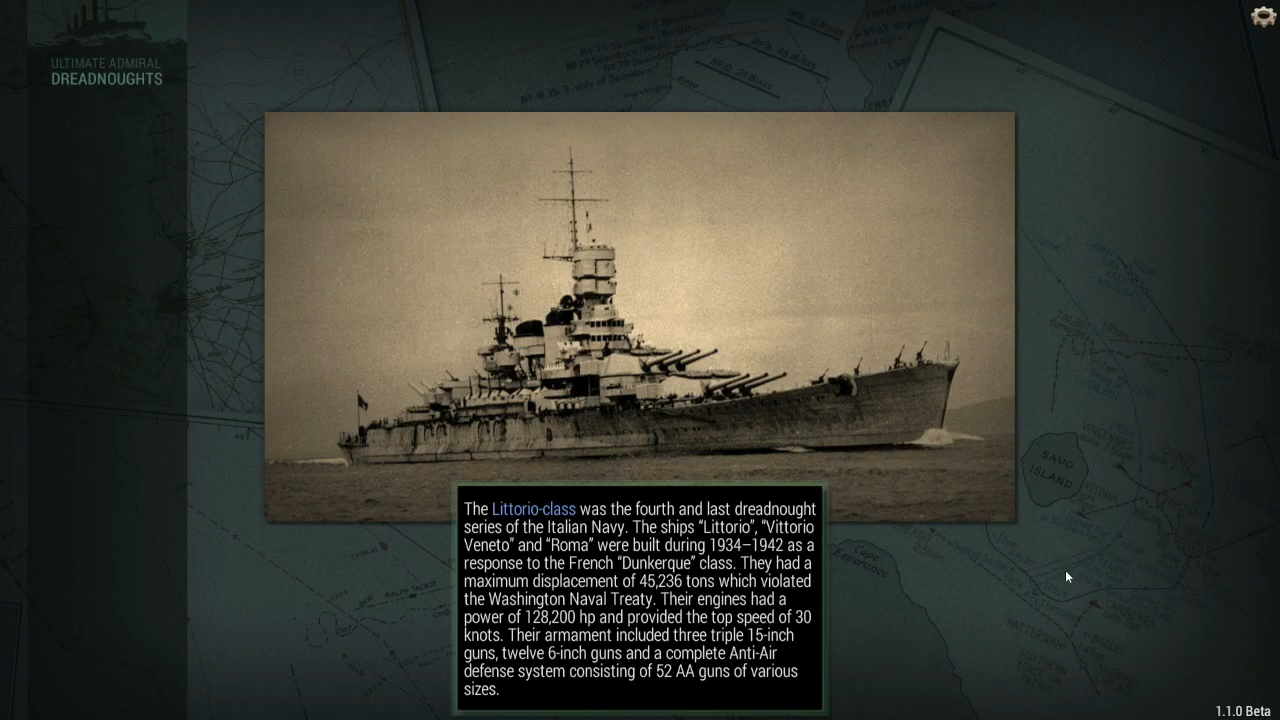 ULTIMATE ADMIRAL
DREADNOUGHTS
SAVO
ISLAND
Cape
Esperance
The Littorio-class was the fourth and last dreadnought
series of the Italian Navy. The ships “Littorio”, “Vittorio
Veneto” and “Roma” were built during 1934–1942 as a
response to the French “Dunkerque” class. They had a
maximum displacement of 45,236 tons which violated
the Washington Naval Treaty. Their engines had a
power of 128,200 hp and provided the top speed of 30
knots. Their armament included three triple 15-inch
guns, twelve 6-inch guns and a complete Anti-Air
defense system consisting of 52 AA guns of various
sizes.
1.1.0 Beta